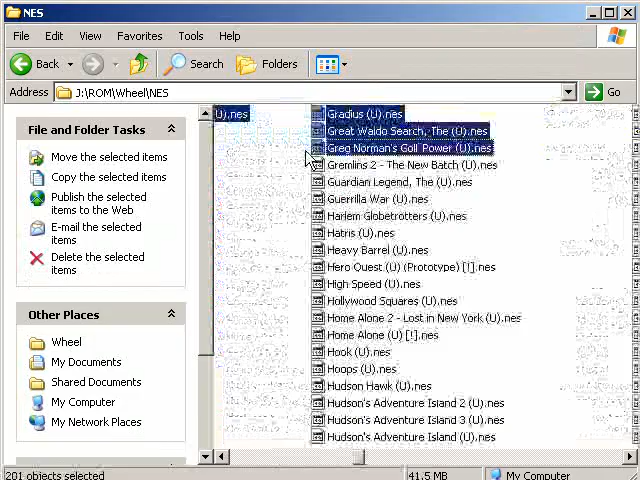 NES
File Edit View Favorites Tools Help
Back Search Folders
Address J:\ROM\Wheel\NES Go
File and Folder Tasks
Move the selected items
Copy the selected items
Publish the selected
items to the Web
E-mail the selected
items
Delete the selected
items
Other Places
Wheel
My Documents
Shared Documents
My Computer
My Network Places
U).nes
Gradius (U).nes
Great Waldo Search, The (U).nes
Greg Norman's Golf Power (U).nes
Gremlins 2 - The New Batch (U).nes
Guardian Legend, The (U).nes
Guerrilla War (U).nes
Harlem Globetrotters (U).nes
Hatris (U).nes
Heavy Barrel (U).nes
Hero Quest (U) (Prototype) [!].nes
High Speed (U).nes
Hollywood Squares (U).nes
Home Alone 2 - Lost in New York (U).nes
Home Alone (U) [!].nes
Hook (U).nes
Hoops (U).nes
Hudson Hawk (U).nes
Hudson's Adventure Island 2 (U).nes
Hudson's Adventure Island 3 (U).nes
Hudson's Adventure Island (U).nes
201 objects selected 41.5 MB My Computer